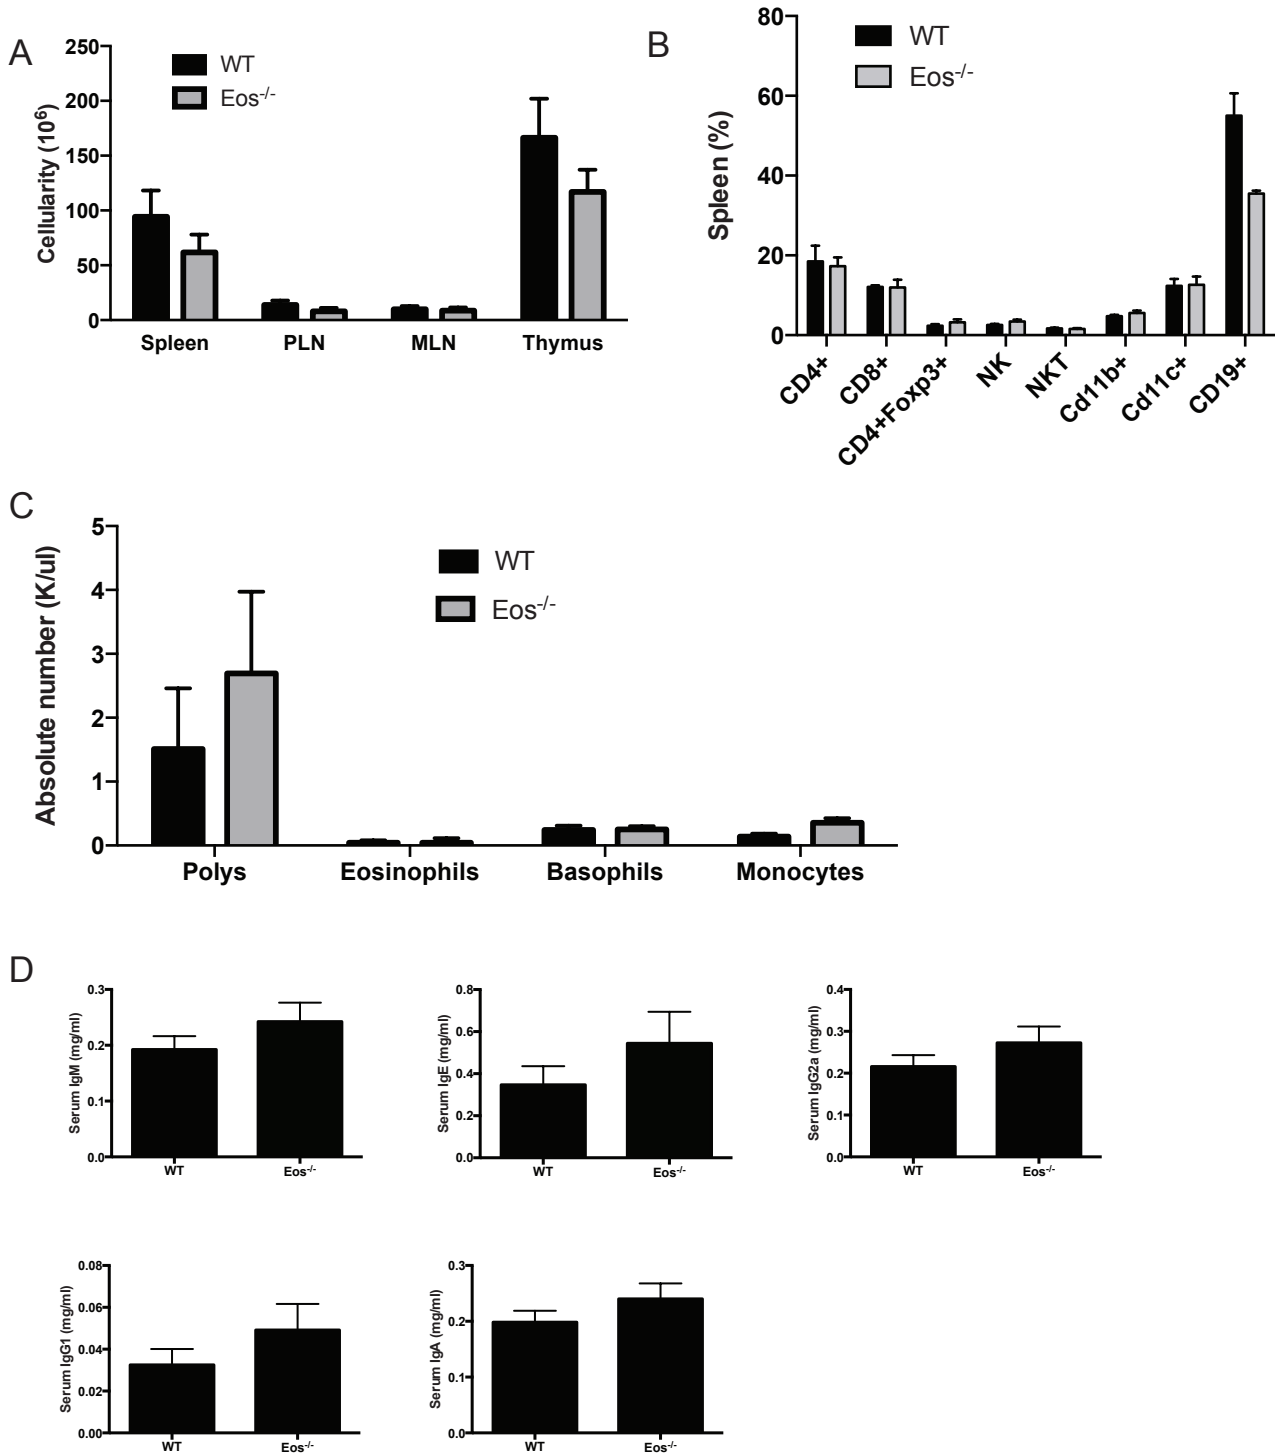 A
Cellularity (10⁶)
250
200
150
100
50
0
WT
Eos⁻/⁻
Spleen PLN MLN Thymus
B
Spleen (%)
80
60
40
20
0
WT
Eos⁻/⁻
CD4+ CD8+ CD4+Foxp3+ NK NKT Cd11b+ Cd11c+ CD19+
C
Absolute number (K/ul)
5
4
3
2
1
0
WT
Eos⁻/⁻
Polys Eosinophils Basophils Monocytes
D
Serum IgM (mg/ml)
0.3
0.2
0.1
0.0
WT Eos⁻/⁻
Serum IgE (mg/ml)
0.8
0.6
0.4
0.2
0.0
WT Eos⁻/⁻
Serum IgG2a (mg/ml)
0.4
0.3
0.2
0.1
0.0
WT Eos⁻/⁻
Serum IgG1 (mg/ml)
0.08
0.06
0.04
0.02
0.00
WT Eos⁻/⁻
Serum IgA (mg/ml)
0.3
0.2
0.1
0.0
WT Eos⁻/⁻